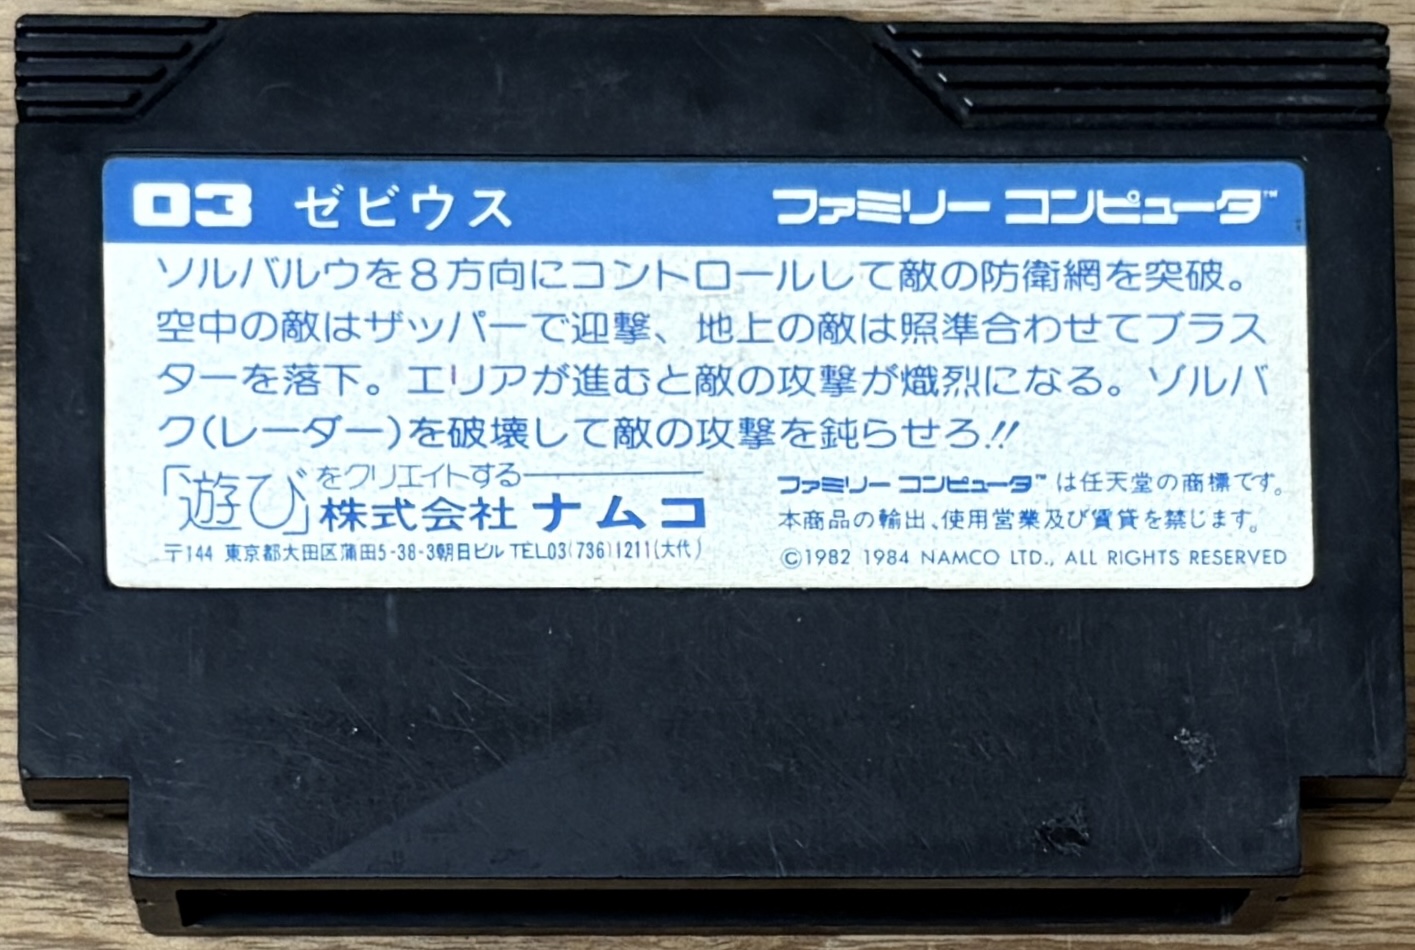 03 ゼビウス ファミリー コンピュータ™
ソルバルウを8方向にコントロールして敵の防衛網を突破。
空中の敵はザッパーで迎撃、地上の敵は照準合わせてブラス
ターを落下。エリアが進むと敵の攻撃が熾烈になる。ソルバ
ク(レーダー)を破壊して敵の攻撃を鈍らせろ!!
「遊び」をクリエイトする
株式会社 ナムコ
〒144 東京都大田区蒲田5-38-3朝日ビル TEL03(736)1211(大代)
ファミリー コンピュータ™は任天堂の商標です。
本商品の輸出、使用営業及び賃貸を禁じます。
©1982 1984 NAMCO LTD., ALL RIGHTS RESERVED